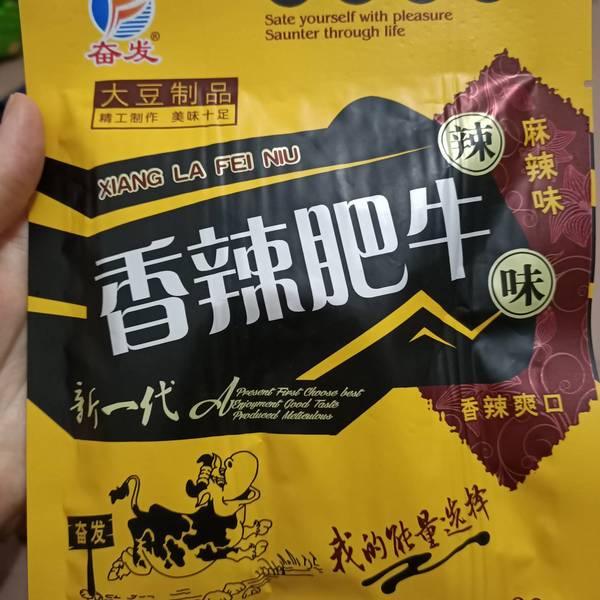 Sate yourself with pleasure
Saunter through life
奋发®
大豆制品
精工制作 美味十足
XIANG LA FEI NIU
辣
麻辣味
香辣肥牛
味
新一代
A Present First Choose best
Enjoyment Good Taste
Produced Meticulous
香辣爽口
奋发
我的能量选择